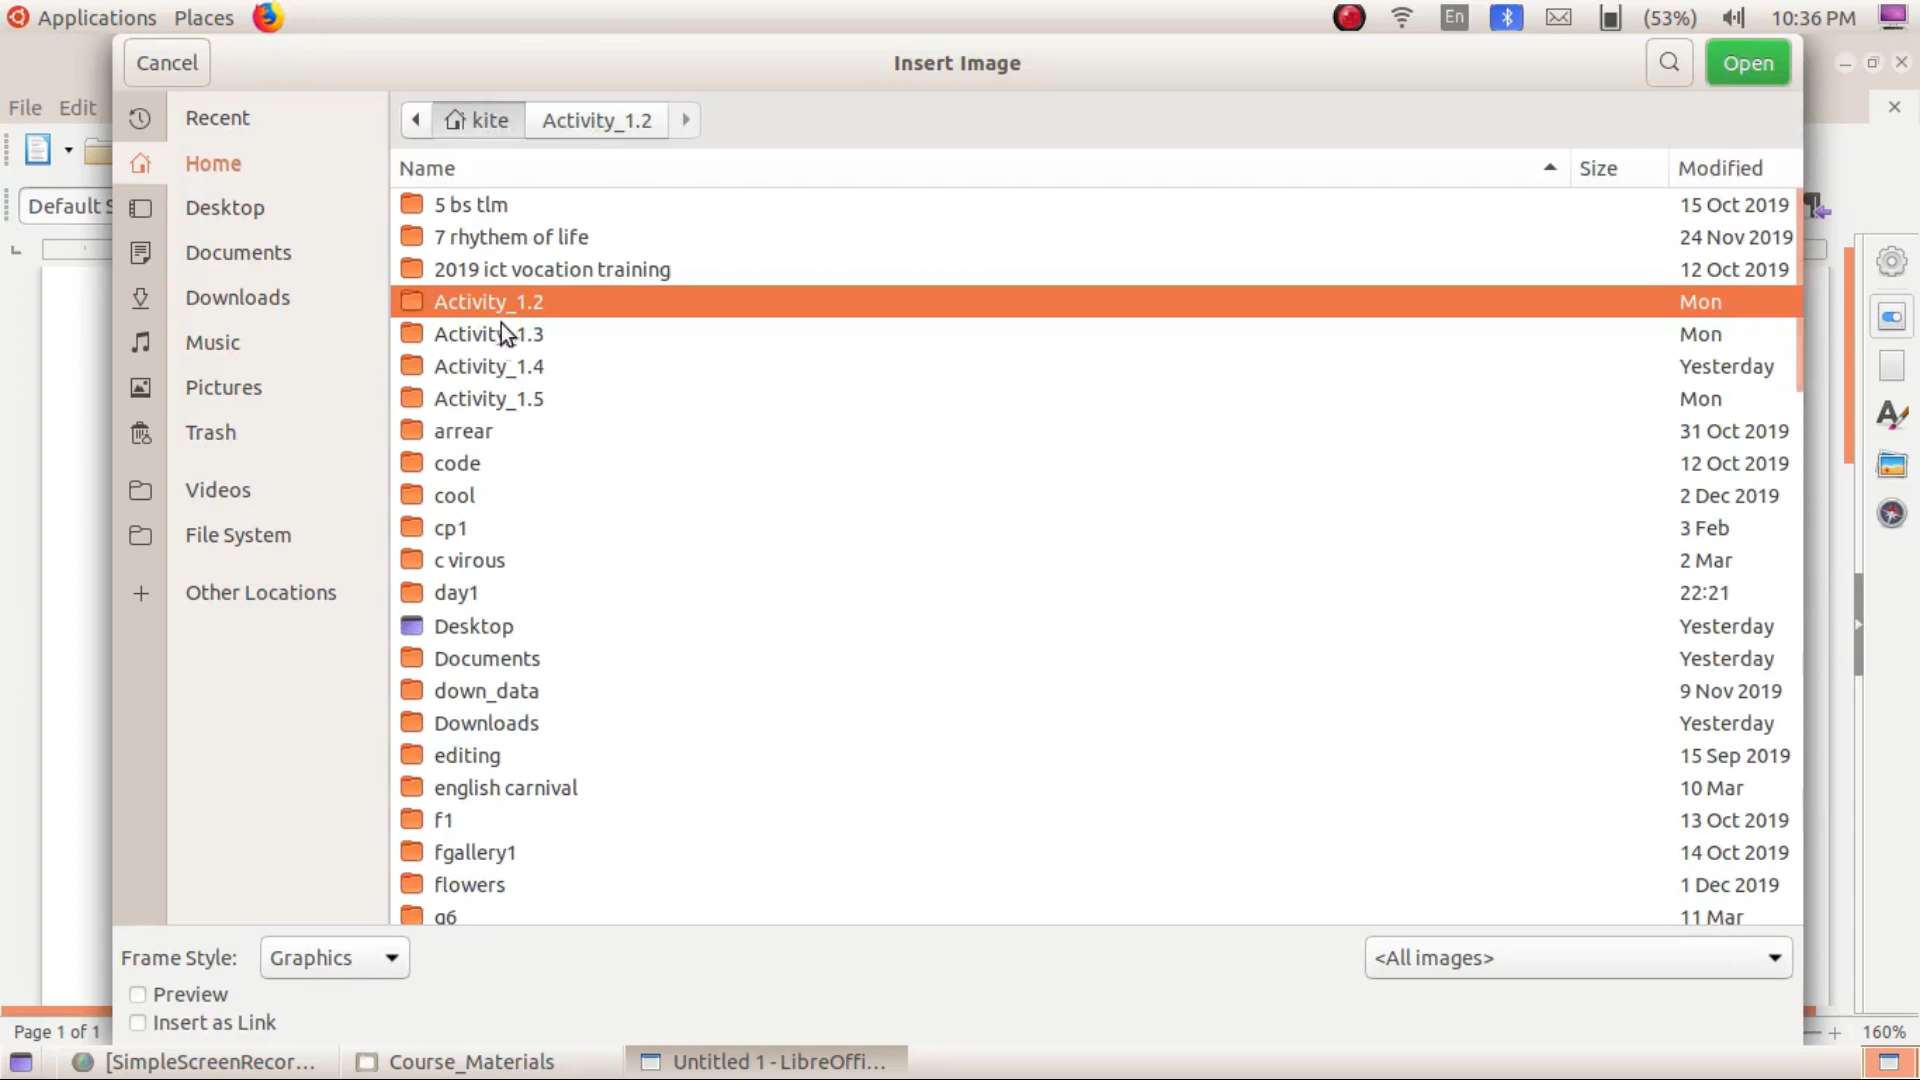 Applications Places
En
(53%)
10:36 PM
Cancel
Insert Image
Open
File Edit
Recent
kite
Activity_1.2
Home
Name
Size
Modified
Default S
Desktop
Documents
Downloads
Music
Pictures
Trash
Videos
File System
Other Locations
5 bs tlm 15 Oct 2019
7 rhythem of life 24 Nov 2019
2019 ict vocation training 12 Oct 2019
Activity_1.2 Mon
Activity_1.3 Mon
Activity_1.4 Yesterday
Activity_1.5 Mon
arrear 31 Oct 2019
code 12 Oct 2019
cool 2 Dec 2019
cp1 3 Feb
c virous 2 Mar
day1 22:21
Desktop Yesterday
Documents Yesterday
down_data 9 Nov 2019
Downloads Yesterday
editing 15 Sep 2019
english carnival 10 Mar
f1 13 Oct 2019
fgallery1 14 Oct 2019
flowers 1 Dec 2019
g6 11 Mar
Frame Style: Graphics
<All images>
Preview
Insert as Link
Page 1 of 1
160%
[SimpleScreenRecor...
Course_Materials
Untitled 1 - LibreOffi...